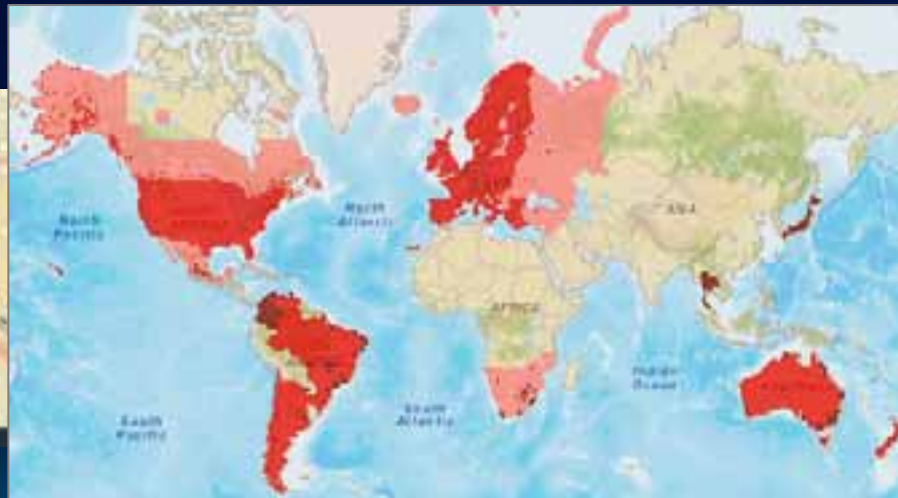 North
Pacific
North
Atlantic
ASIA
AFRICA
Indian
Ocean
South
Pacific
South
Atlantic